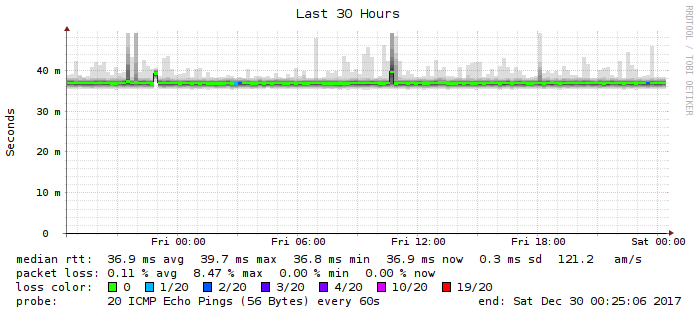 Last 30 Hours
RRDTOOL / TOBI OETIKER
Seconds
40 m
30 m
20 m
10 m
0
Fri 00:00 Fri 06:00 Fri 12:00 Fri 18:00 Sat 00:00
median rtt: 36.9 ms avg 39.7 ms max 36.8 ms min 36.9 ms now 0.3 ms sd 121.2 am/s
packet loss: 0.11 % avg 8.47 % max 0.00 % min 0.00 % now
loss color: 0 1/20 2/20 3/20 4/20 10/20 19/20
probe: 20 ICMP Echo Pings (56 Bytes) every 60s end: Sat Dec 30 00:25:06 2017